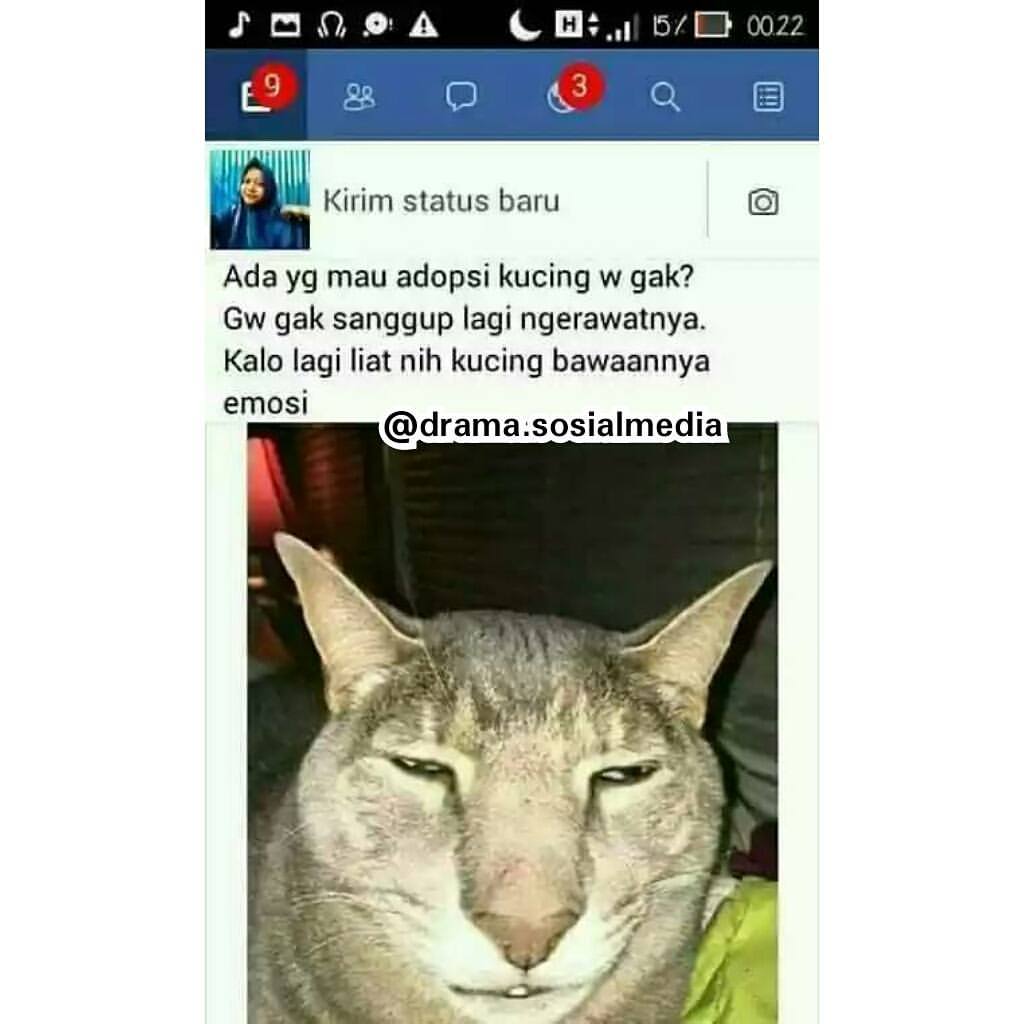 15% 00.22
9 3
Kirim status baru
Ada yg mau adopsi kucing w gak?
Gw gak sanggup lagi ngerawatnya.
Kalo lagi liat nih kucing bawaannya
emosi
@drama.sosialmedia